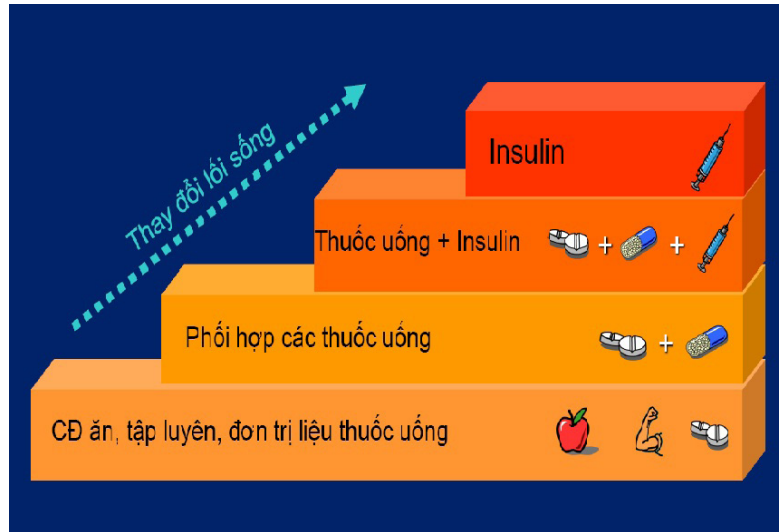 Thay đổi lối sống
Insulin
Thuốc uống + Insulin
+
+
Phối hợp các thuốc uống
+
CĐ ăn, tập luyên, đơn trị liệu thuốc uống